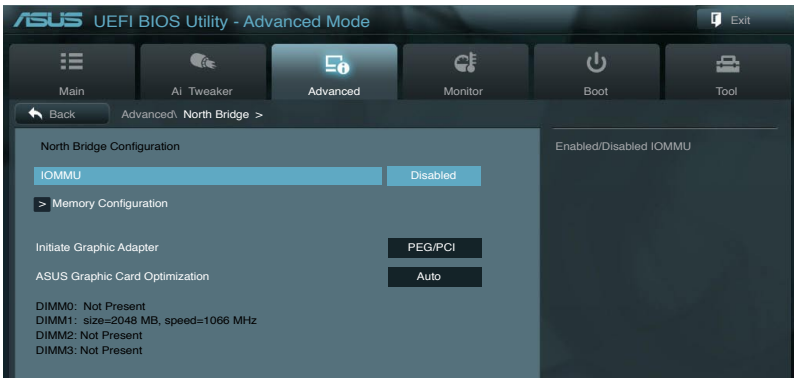 ASUS UEFI BIOS Utility - Advanced Mode
Exit
Main
Ai Tweaker
Advanced
Monitor
Boot
Tool
Back
Advanced\ North Bridge >
North Bridge Configuration
Enabled/Disabled IOMMU
IOMMU Disabled
> Memory Configuration
Initiate Graphic Adapter PEG/PCI
ASUS Graphic Card Optimization Auto
DIMM0: Not Present
DIMM1: size=2048 MB, speed=1066 MHz
DIMM2: Not Present
DIMM3: Not Present